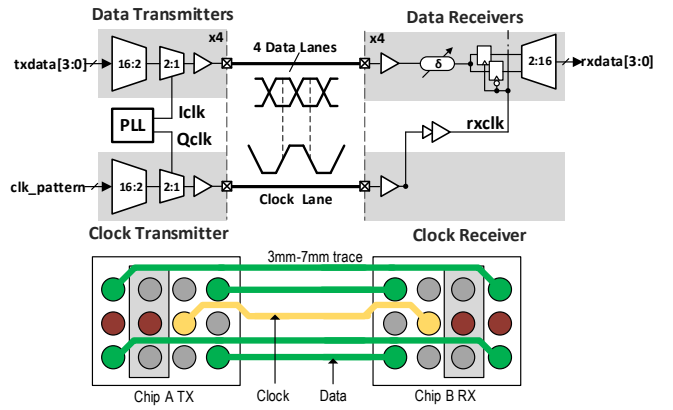 Data Transmitters
Data Receivers
x4
x4
4 Data Lanes
txdata[3:0]
16:2
2:1
δ
2:16
rxdata[3:0]
Iclk
PLL
Qclk
rxclk
clk_pattern
16:2
2:1
Clock Lane
Clock Transmitter
Clock Receiver
3mm-7mm trace
Chip A TX
Clock
Data
Chip B RX